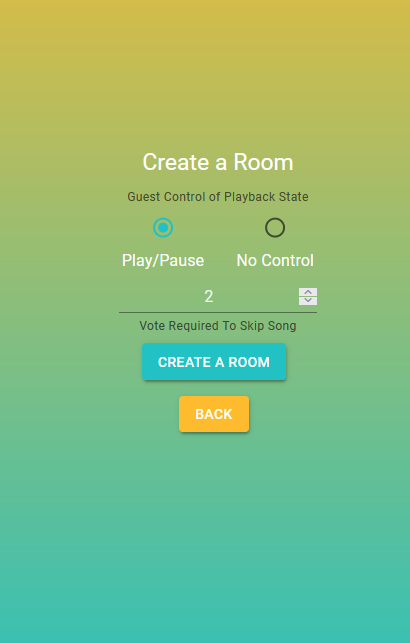 Create a Room
Guest Control of Playback State
Play/Pause No Control
2
Vote Required To Skip Song
CREATE A ROOM
BACK